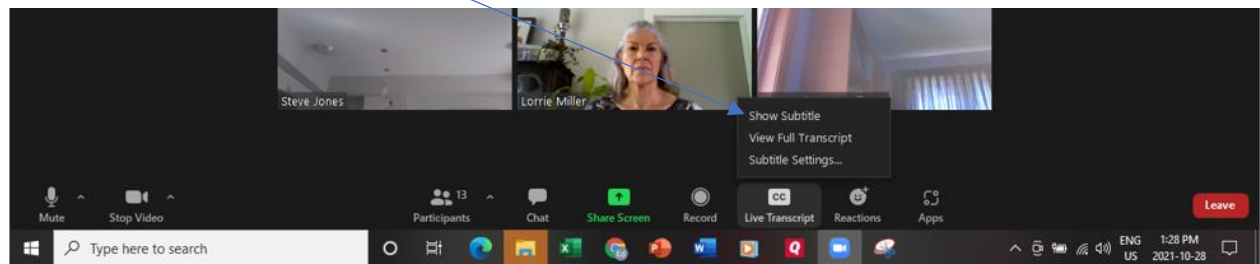 Steve Jones
Lorrie Miller
Show Subtitle
View Full Transcript
Subtitle Settings...
13
CC
Mute
Stop Video
Participants
Chat
Share Screen
Record
Live Transcript
Reactions
Apps
Leave
Type here to search
ENG
US
1:28 PM
2021-10-28